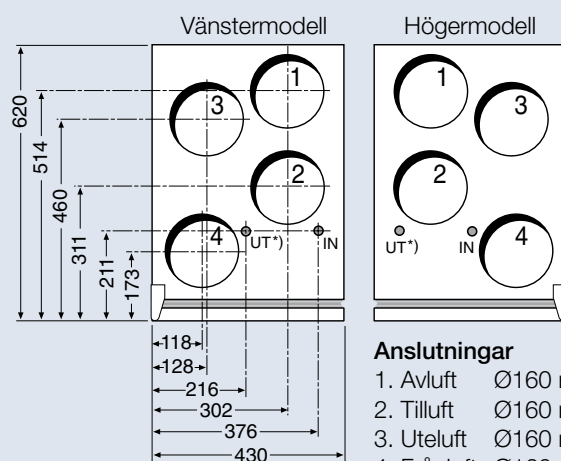 Vänstermodell
Högermodell
1
3
2
4
UT*)
IN
1
3
2
4
UT*)
IN
620
514
460
311
211
173
118
128
216
302
376
430
Anslutningar
1. Avluft Ø160
2. Tilluft Ø160
3. Uteluft Ø160